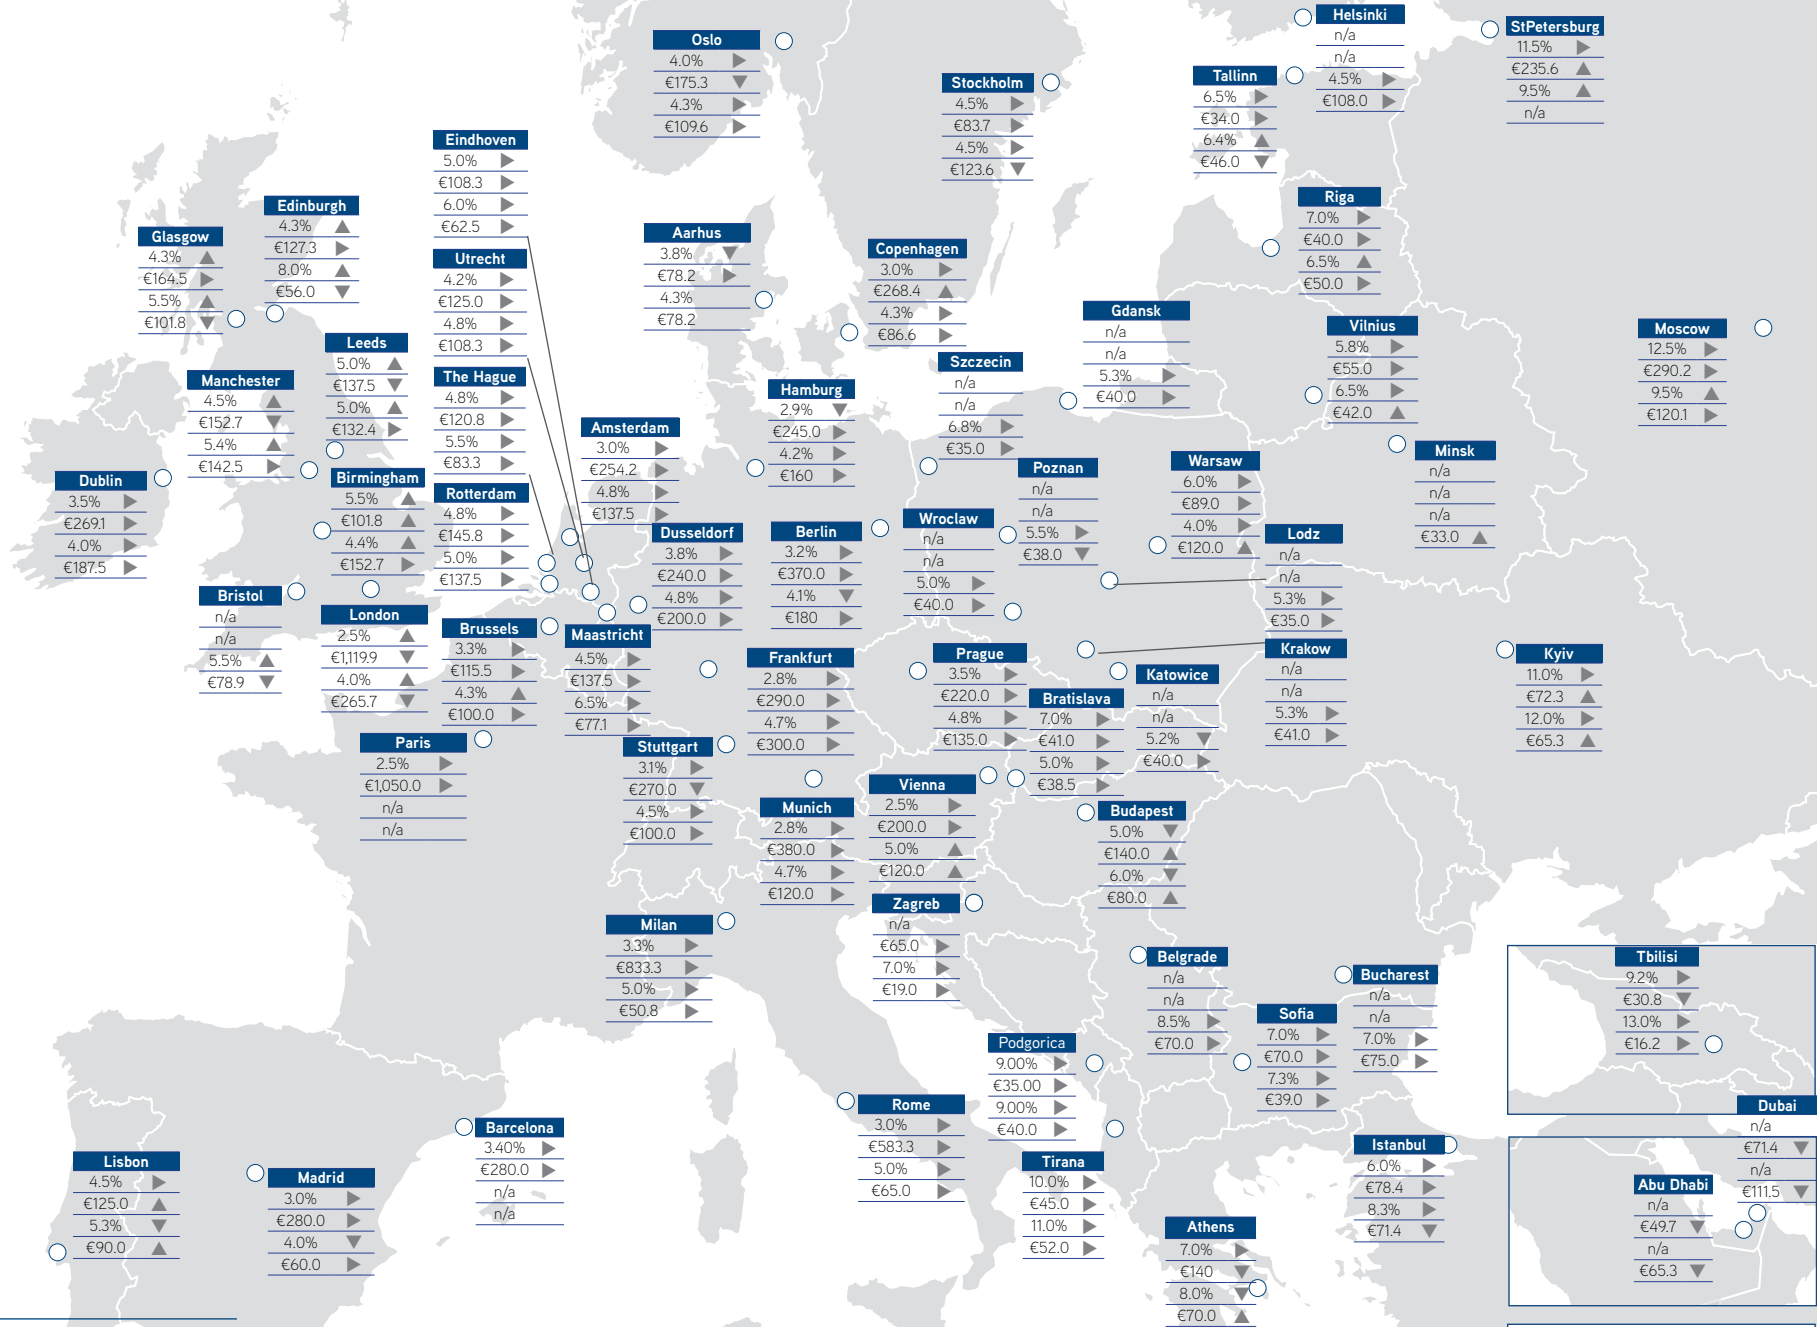 Oslo
4.0%
€175.3
4.3%
€109.6
Stockholm
4.5%
€83.7
4.5%
€123.6
Helsinki
n/a
n/a
4.5%
€108.0
StPetersburg
11.5%
€235.6
9.5%
n/a
Tallinn
6.5%
€34.0
6.4%
€46.0
Eindhoven
5.0%
€108.3
6.0%
€62.5
Edinburgh
4.3%
€127.3
8.0%
€56.0
Glasgow
4.3%
€164.5
5.5%
€101.8
Utrecht
4.2%
€125.0
4.8%
€108.3
Aarhus
3.8%
€78.2
4.3%
€78.2
Copenhagen
3.0%
€268.4
4.3%
€86.6
Riga
7.0%
€40.0
6.5%
€50.0
Gdansk
n/a
n/a
5.3%
€40.0
Vilnius
5.8%
€55.0
6.5%
€42.0
Moscow
12.5%
€290.2
9.5%
€120.1
Leeds
5.0%
€137.5
5.0%
€132.4
Manchester
4.5%
€152.7
5.4%
€142.5
The Hague
4.8%
€120.8
5.5%
€83.3
Hamburg
2.9%
€245.0
4.2%
€160
Szczecin
n/a
n/a
6.8%
€35.0
Amsterdam
3.0%
€254.2
4.8%
€137.5
Minsk
n/a
n/a
n/a
€33.0
Dublin
3.5%
€269.1
4.0%
€187.5
Birmingham
5.5%
€101.8
4.4%
€152.7
Rotterdam
4.8%
€145.8
5.0%
€137.5
Poznan
n/a
n/a
5.5%
€38.0
Warsaw
6.0%
€89.0
4.0%
€120.0
Dusseldorf
3.8%
€240.0
4.8%
€200.0
Berlin
3.2%
€370.0
4.1%
€180
Wroclaw
n/a
n/a
5.0%
€40.0
Lodz
n/a
n/a
5.3%
€35.0
Bristol
n/a
n/a
5.5%
€78.9
London
2.5%
€1,119.9
4.0%
€265.7
Brussels
3.3%
€115.5
4.3%
€100.0
Maastricht
4.5%
€137.5
6.5%
€77.1
Frankfurt
2.8%
€290.0
4.7%
€300.0
Prague
3.5%
€220.0
4.8%
€135.0
Krakow
n/a
n/a
5.3%
€41.0
Kyiv
11.0%
€72.3
12.0%
€65.3
Katowice
n/a
n/a
5.2%
€40.0
Bratislava
7.0%
€41.0
5.0%
€38.5
Paris
2.5%
€1,050.0
n/a
n/a
Stuttgart
3.1%
€270.0
4.5%
€100.0
Vienna
2.5%
€200.0
5.0%
€120.0
Munich
2.8%
€380.0
4.7%
€120.0
Budapest
5.0%
€140.0
6.0%
€80.0
Zagreb
n/a
€65.0
7.0%
€19.0
Milan
3.3%
€833.3
5.0%
€50.8
Belgrade
n/a
n/a
8.5%
€70.0
Bucharest
n/a
n/a
7.0%
€75.0
Tbilisi
9.2%
€30.8
13.0%
€16.2
Sofia
7.0%
€70.0
7.3%
€39.0
Podgorica
9.00%
€35.00
9.00%
€40.0
Rome
3.0%
€583.3
5.0%
€65.0
Dubai
n/a
€71.4
n/a
€111.5
Barcelona
3.40%
€280.0
n/a
n/a
Istanbul
6.0%
€78.4
8.3%
€71.4
Lisbon
4.5%
€125.0
5.3%
€90.0
Madrid
3.0%
€280.0
4.0%
€60.0
Tirana
10.0%
€45.0
11.0%
€52.0
Abu Dhabi
n/a
€49.7
n/a
€65.3
Athens
7.0%
€140
8.0%
€70.0